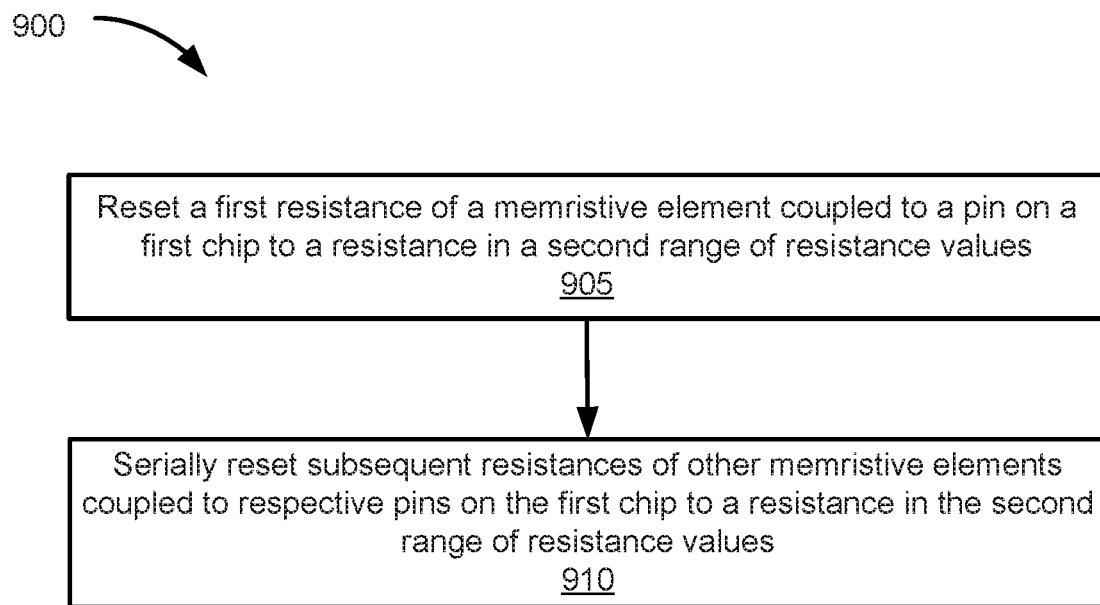 900
Reset a first resistance of a memristive element coupled to a pin on a
first chip to a resistance in a second range of resistance values
905
Serially reset subsequent resistances of other memristive elements
coupled to respective pins on the first chip to a resistance in the second
range of resistance values
910